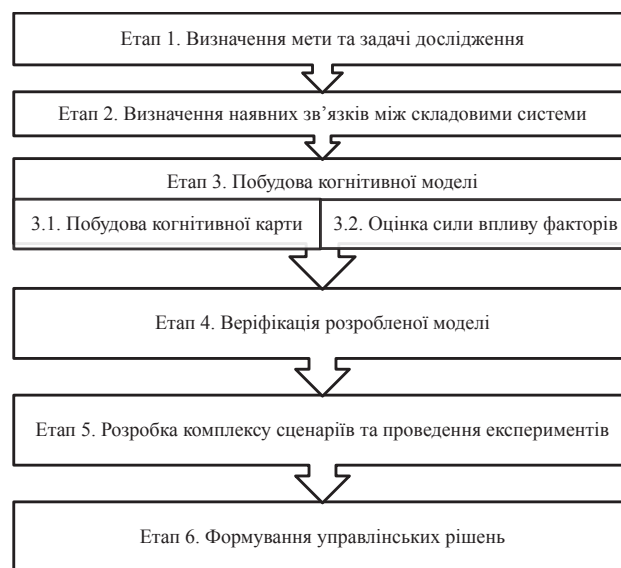 Етап 1. Визначення мети та задачі дослідження
Етап 2. Визначення наявних зв’язків між складовими системи
Етап 3. Побудова когнітивної моделі
3.1. Побудова когнітивної карти
3.2. Оцінка сили впливу факторів
Етап 4. Веріфікація розробленої моделі
Етап 5. Розробка комплексу сценаріїв та проведення експериментів
Етап 6. Формування управлінських рішень